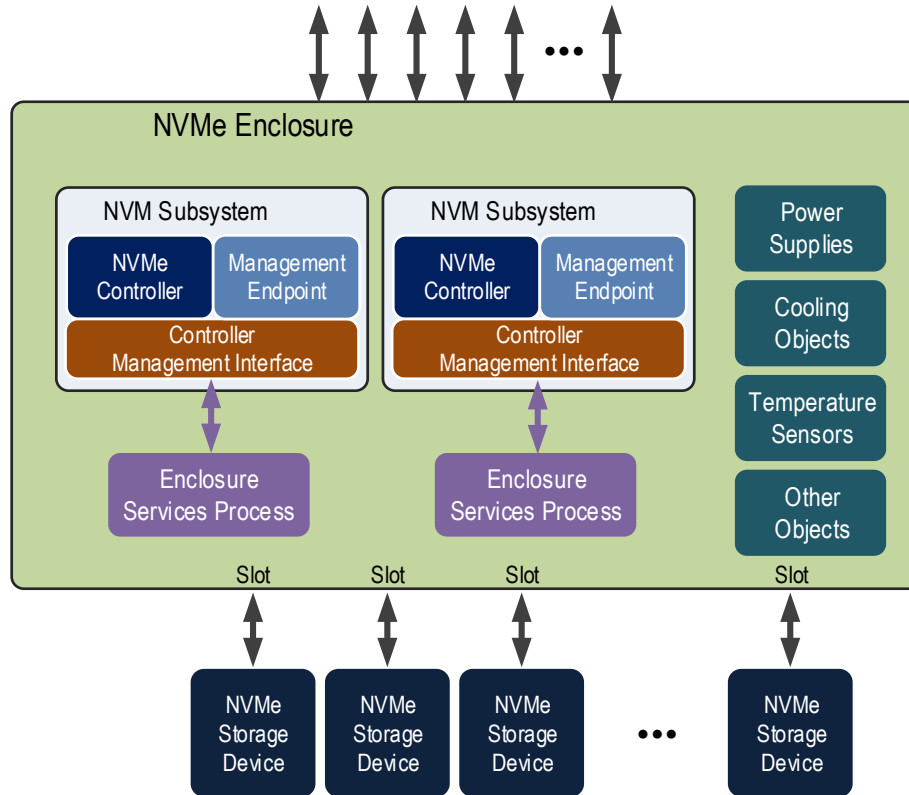 •••
NVMe Enclosure
NVM Subsystem
NVMe
Controller
Management
Endpoint
Controller
Management Interface
Enclosure
Services Process
NVM Subsystem
NVMe
Controller
Management
Endpoint
Controller
Management Interface
Enclosure
Services Process
Power
Supplies
Cooling
Objects
Temperature
Sensors
Other
Objects
Slot
Slot
Slot
Slot
NVMe
Storage
Device
NVMe
Storage
Device
NVMe
Storage
Device
•••
NVMe
Storage
Device